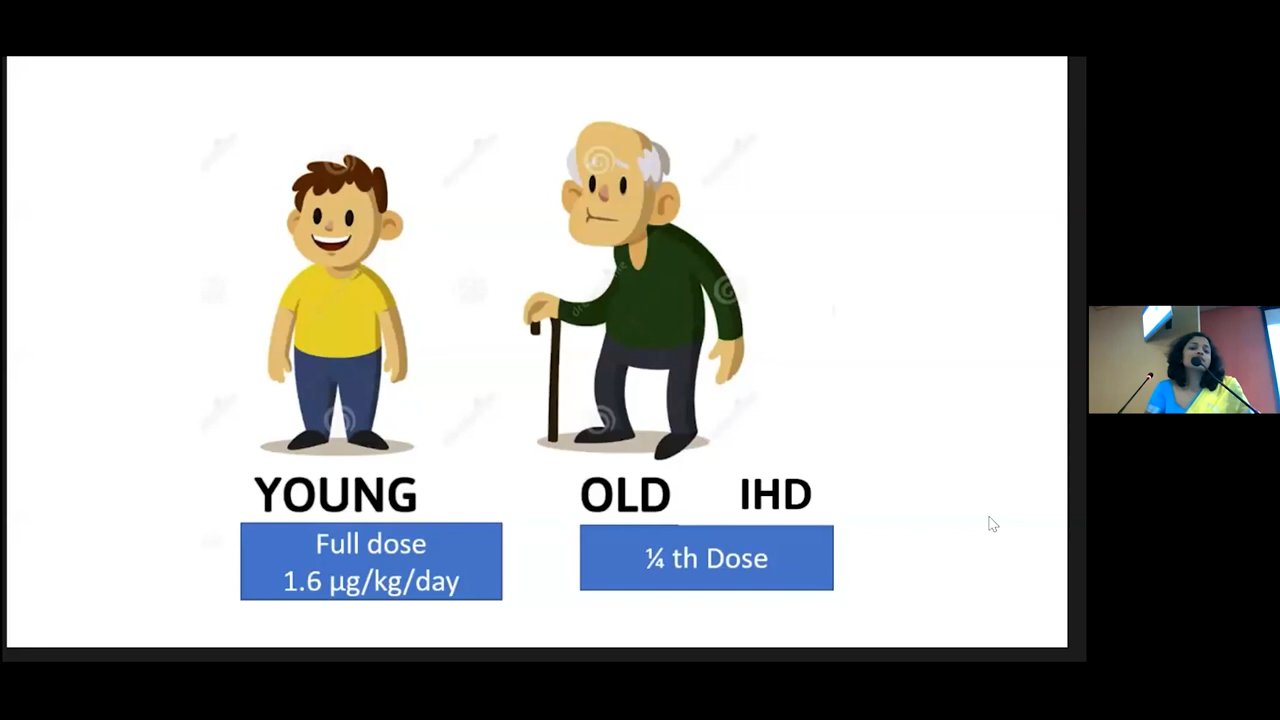 YOUNG
OLD IHD
Full dose
1.6 µg/kg/day
¼ th Dose